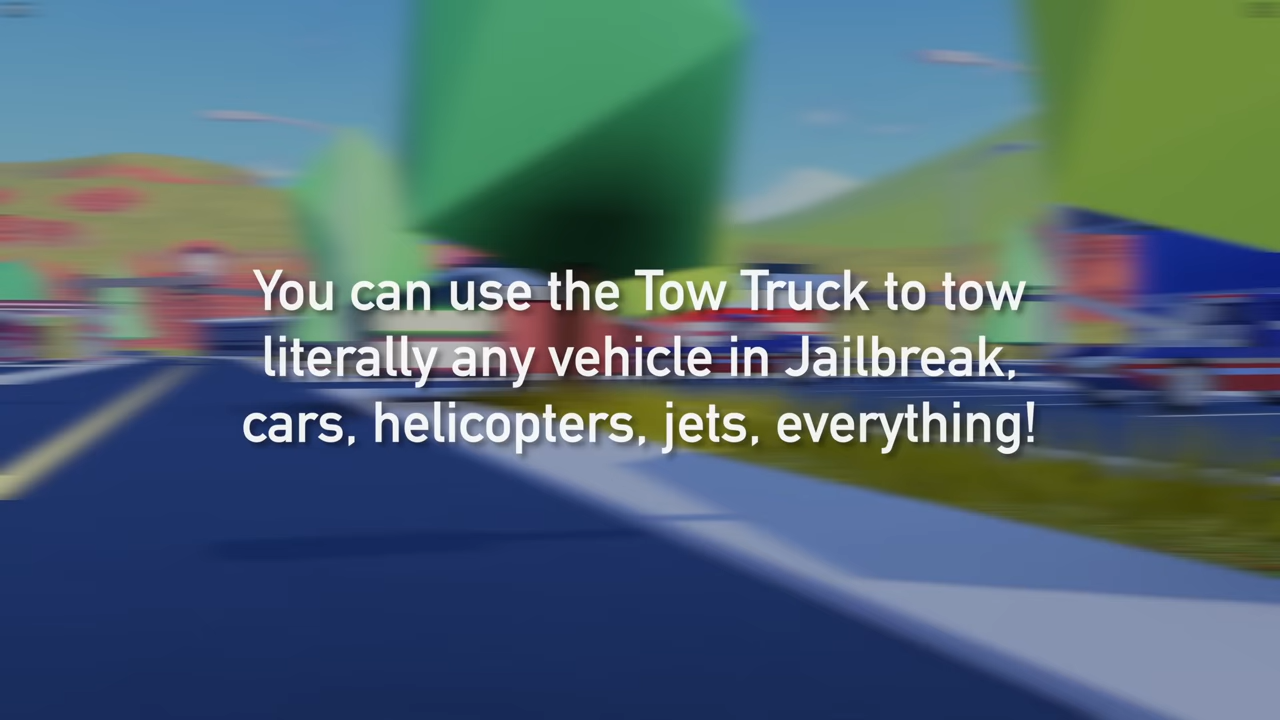 You can use the Tow Truck to tow
literally any vehicle in Jailbreak,
cars, helicopters, jets, everything!